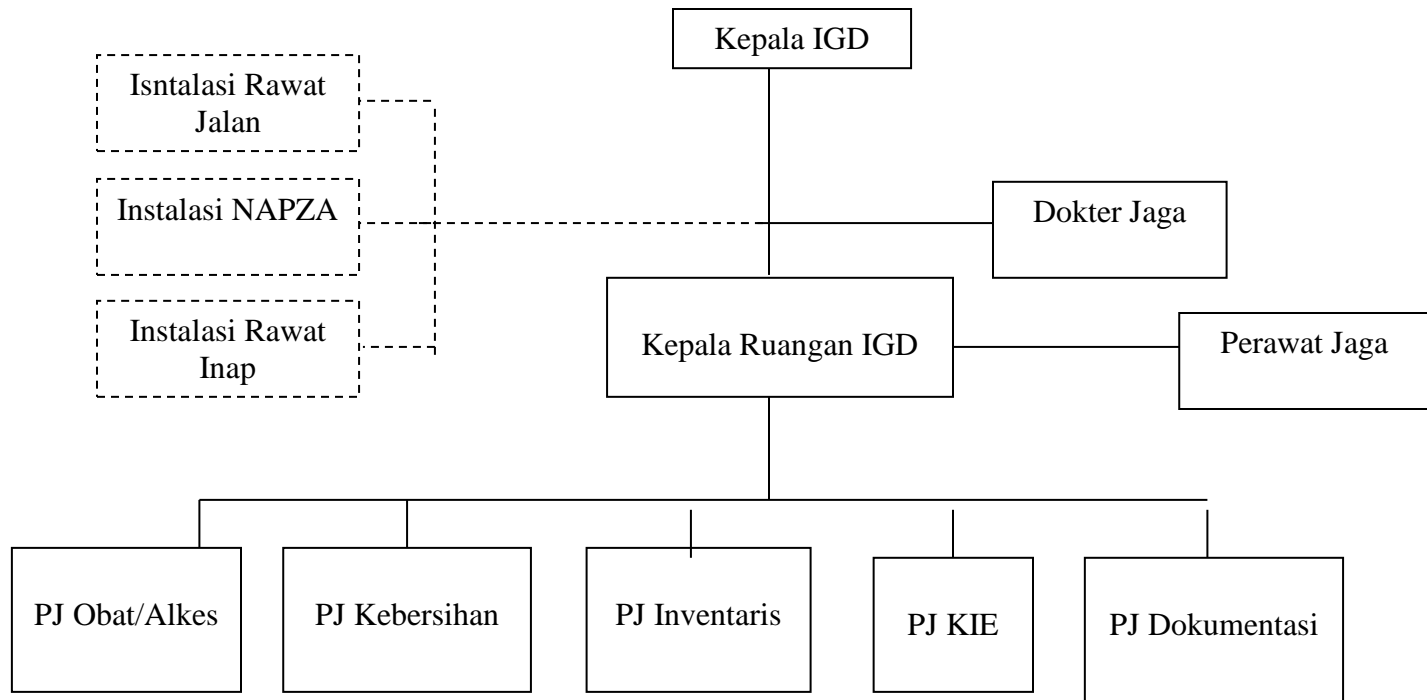 Kepala IGD
Isntalasi Rawat
Jalan
Instalasi NAPZA
Dokter Jaga
Instalasi Rawat
Inap
Kepala Ruangan IGD
Perawat Jaga
PJ Obat/Alkes
PJ Kebersihan
PJ Inventaris
PJ KIE
PJ Dokumentasi